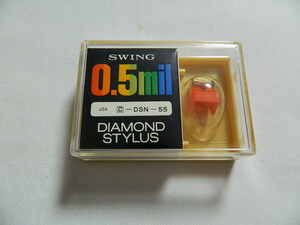 SWING
0.5mil
USE C - DSN - 55
DIAMOND
STYLUS